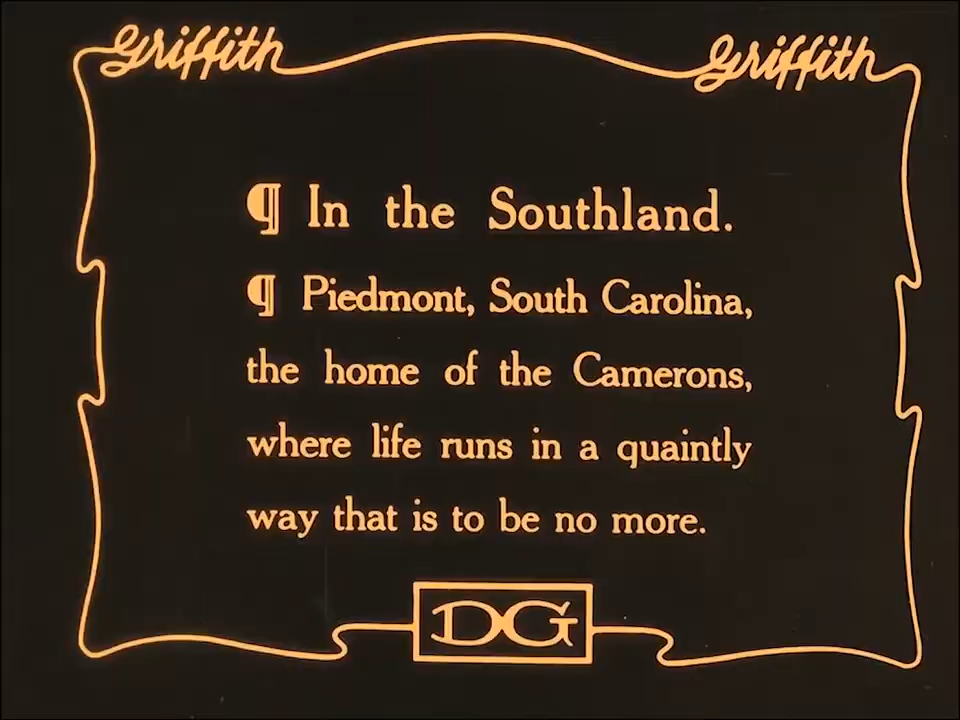 Griffith Griffith
¶ In the Southland.
¶ Piedmont, South Carolina,
the home of the Camerons,
where life runs in a quaintly
way that is to be no more.
DG